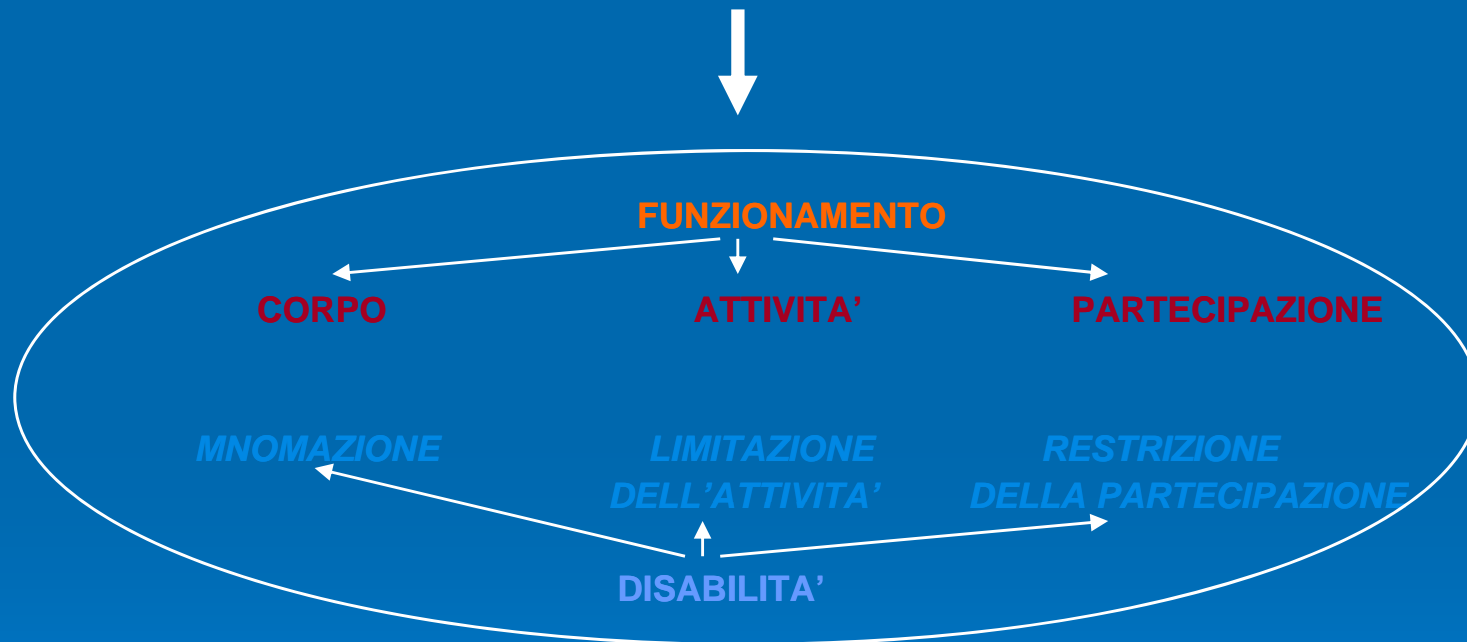 FUNZIONAMENTO
CORPO ATTIVITA’ PARTECIPAZIONE
MNOMAZIONE LIMITAZIONE RESTRIZIONE
DELL’ATTIVITA’ DELLA PARTECIPAZIONE
DISABILITA’